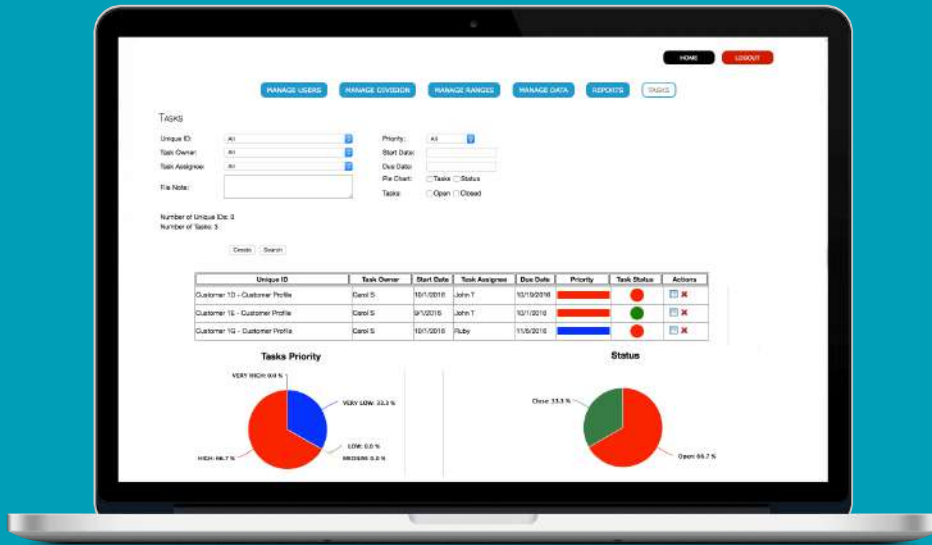 HOME LOGOUT
MANAGE USERS MANAGE DIVISION MANAGE RANGES MANAGE DATA REPORTS TASKS
TASKS
Unique ID: All Priority: All
Task Owner: All Start Date:
Task Assignee: All Due Date:
Pie Chart: Tasks Status
File Note:
Tasks: Open Closed
Number of Unique IDs: 3
Number of Tasks: 3
Create Search
Unique ID Task Owner Start Date Task Assignee Due Date Priority Task Status Actions
Customer 1D - Customer Profile Carol S 10/1/2016 John T 10/19/2016
Customer 1E - Customer Profile Carol S 9/1/2016 John T 10/1/2016
Customer 1G - Customer Profile Carol S 10/1/2016 Ruby 11/5/2016
Tasks Priority Status
VERY HIGH: 0.0 %
VERY LOW: 33.3 %
LOW: 0.0 %
MEDIUM: 0.0 %
HIGH: 66.7 %
Close: 33.3 %
Open: 66.7 %